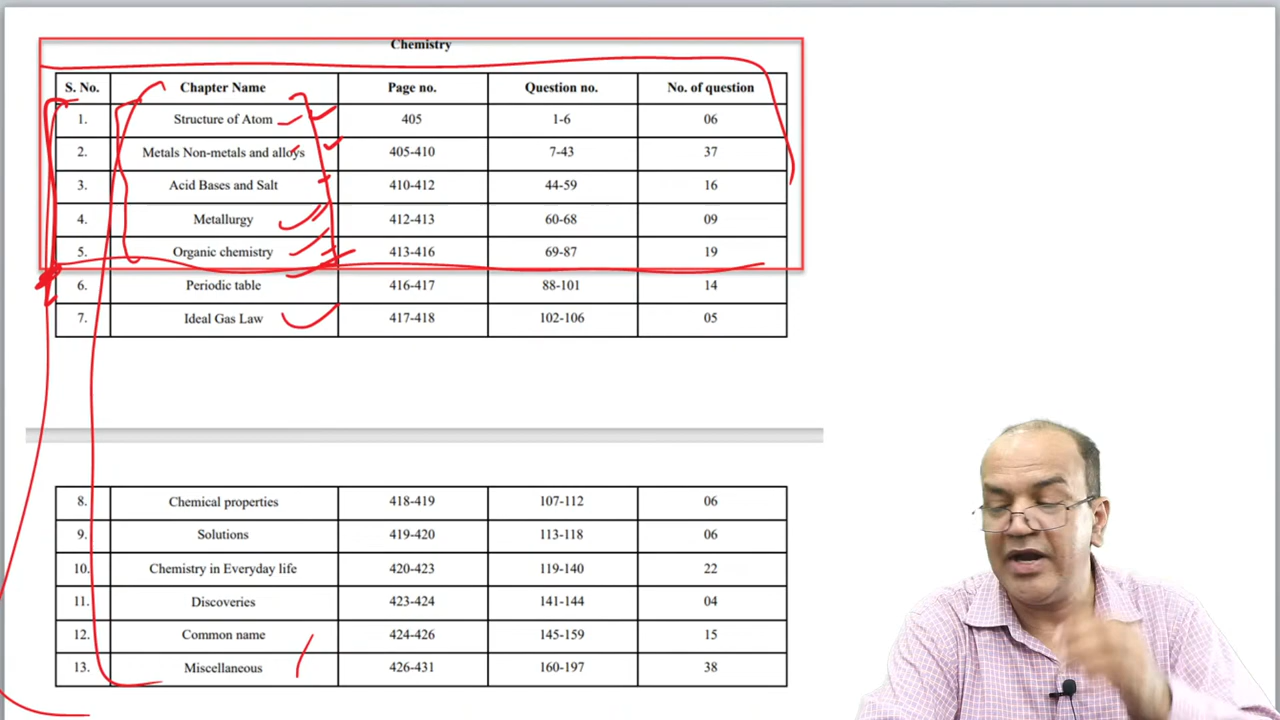 Chemistry
S. No. Chapter Name Page no. Question no. No. of question
1. Structure of Atom 405 1-6 06
2. Metals Non-metals and alloys 405-410 7-43 37
3. Acid Bases and Salt 410-412 44-59 16
4. Metallurgy 412-413 60-68 09
5. Organic chemistry 413-416 69-87 19
6. Periodic table 416-417 88-101 14
7. Ideal Gas Law 417-418 102-106 05
8. Chemical properties 418-419 107-112 06
9. Solutions 419-420 113-118 06
10. Chemistry in Everyday life 420-423 119-140 22
11. Discoveries 423-424 141-144 04
12. Common name 424-426 145-159 15
13. Miscellaneous 426-431 160-197 38